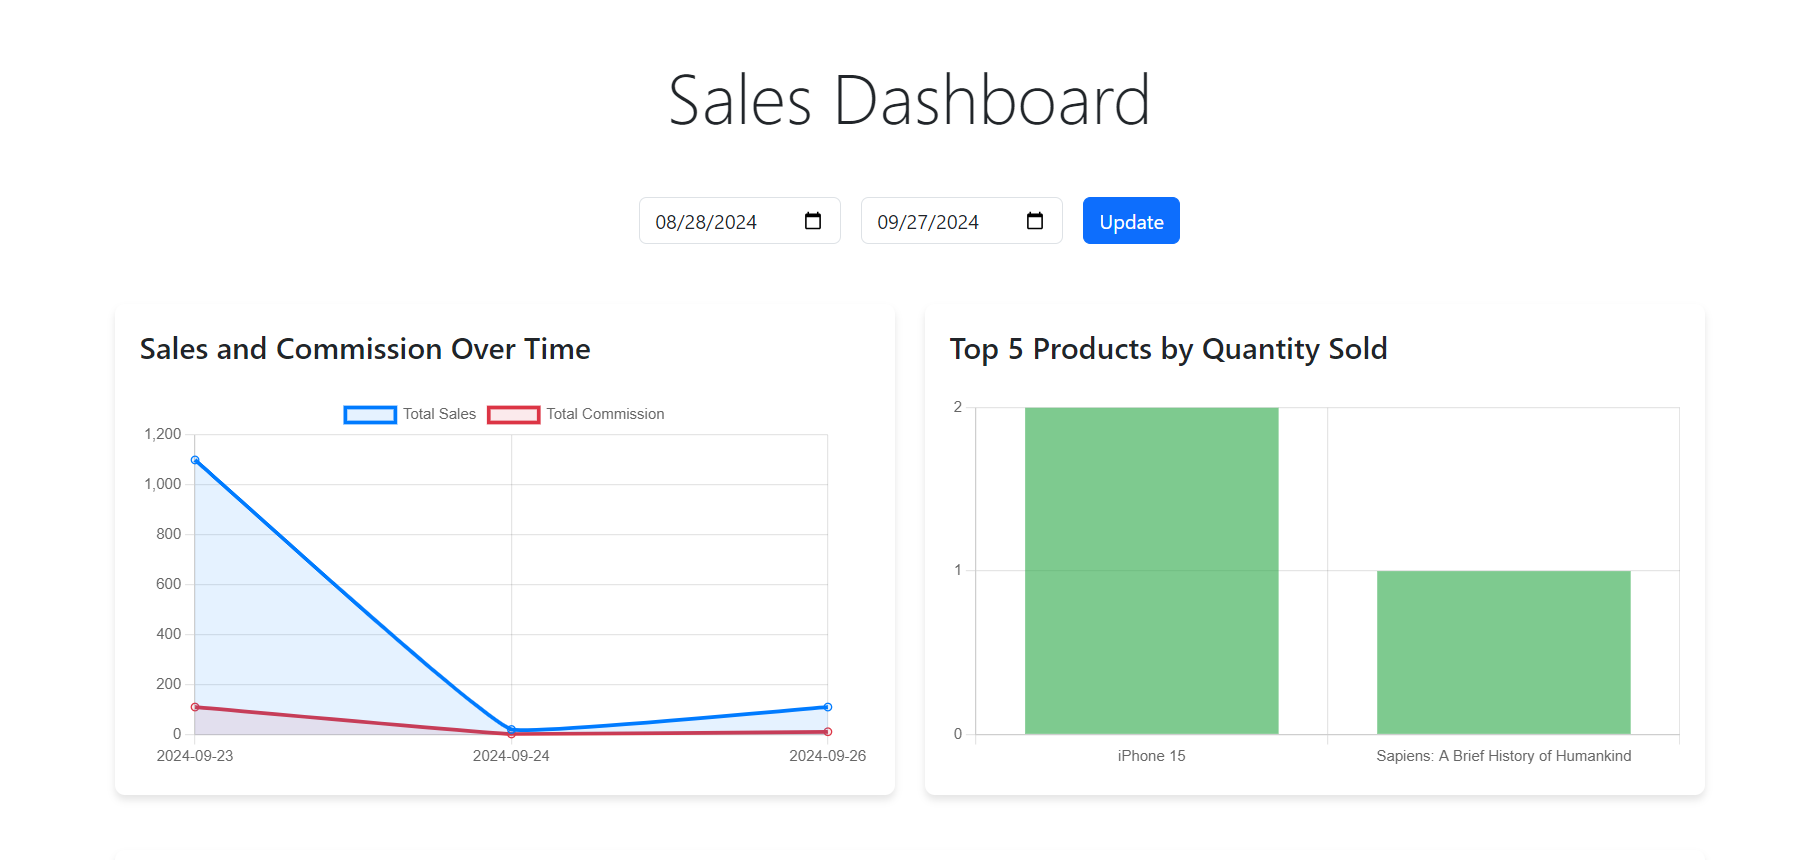 Sales Dashboard
08/28/2024 09/27/2024 Update
Sales and Commission Over Time
Total Sales Total Commission
1,200
1,000
800
600
400
200
0
2024-09-23 2024-09-24 2024-09-26
Top 5 Products by Quantity Sold
2
1
0
iPhone 15 Sapiens: A Brief History of Humankind